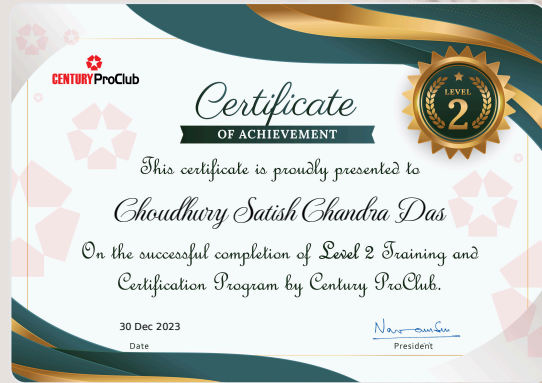 CENTURY ProClub
Certificate
OF ACHIEVEMENT
LEVEL
2
This certificate is proudly presented to
Choudhury Satish Chandra Das
On the successful completion of Level 2 Training and
Certification Program by Century ProClub.
30 Dec 2023
Date
President